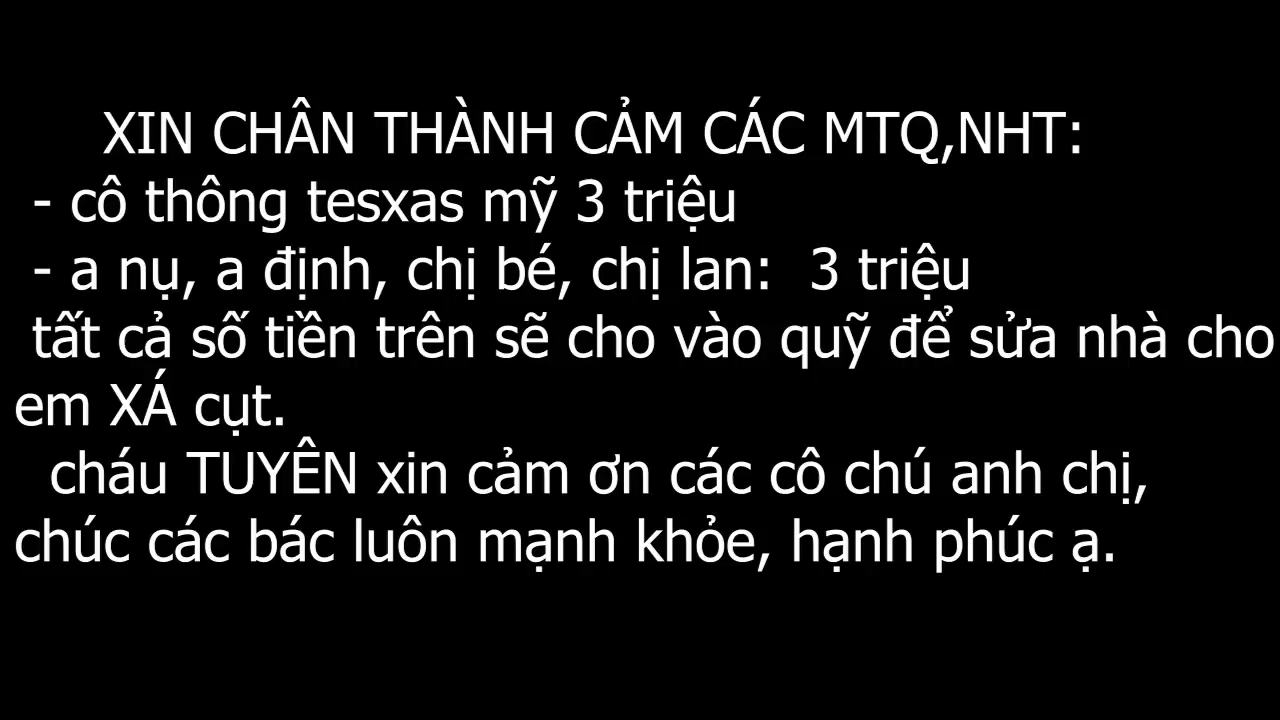 XIN CHÂN THÀNH CẢM CÁC MTQ,NHT:
- cô thông tesxas mỹ 3 triệu
- a nụ, a định, chị bé, chị lan: 3 triệu
tất cả số tiền trên sẽ cho vào quỹ để sửa nhà cho
em XÁ cụt.
cháu TUYÊN xin cảm ơn các cô chú anh chị,
chúc các bác luôn mạnh khỏe, hạnh phúc ạ.